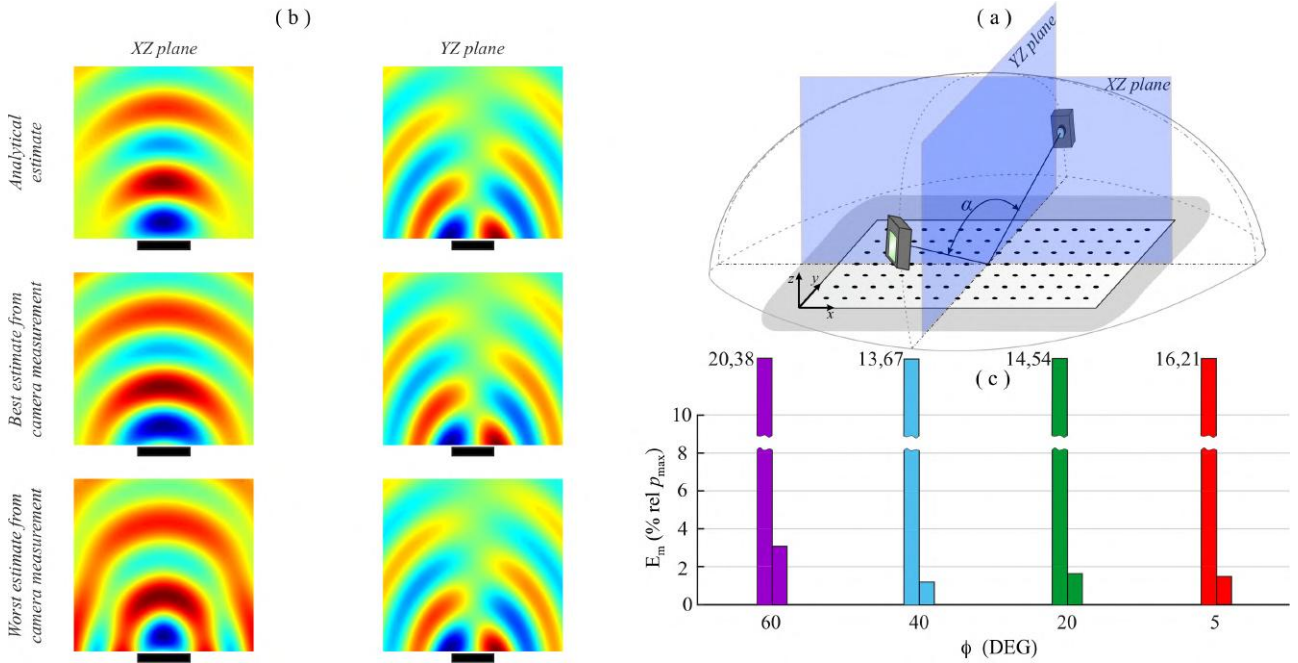 ( b )
XZ plane
YZ plane
Analytical
estimate
Best estimate from
camera measurement
Worst estimate from
camera measurement
( a )
YZ plane
XZ plane
α
z
y
x
( c )
20,38
13,67
14,54
16,21
10
8
6
4
2
0
E_m (% rel p_max)
60
40
20
5
ϕ (DEG)